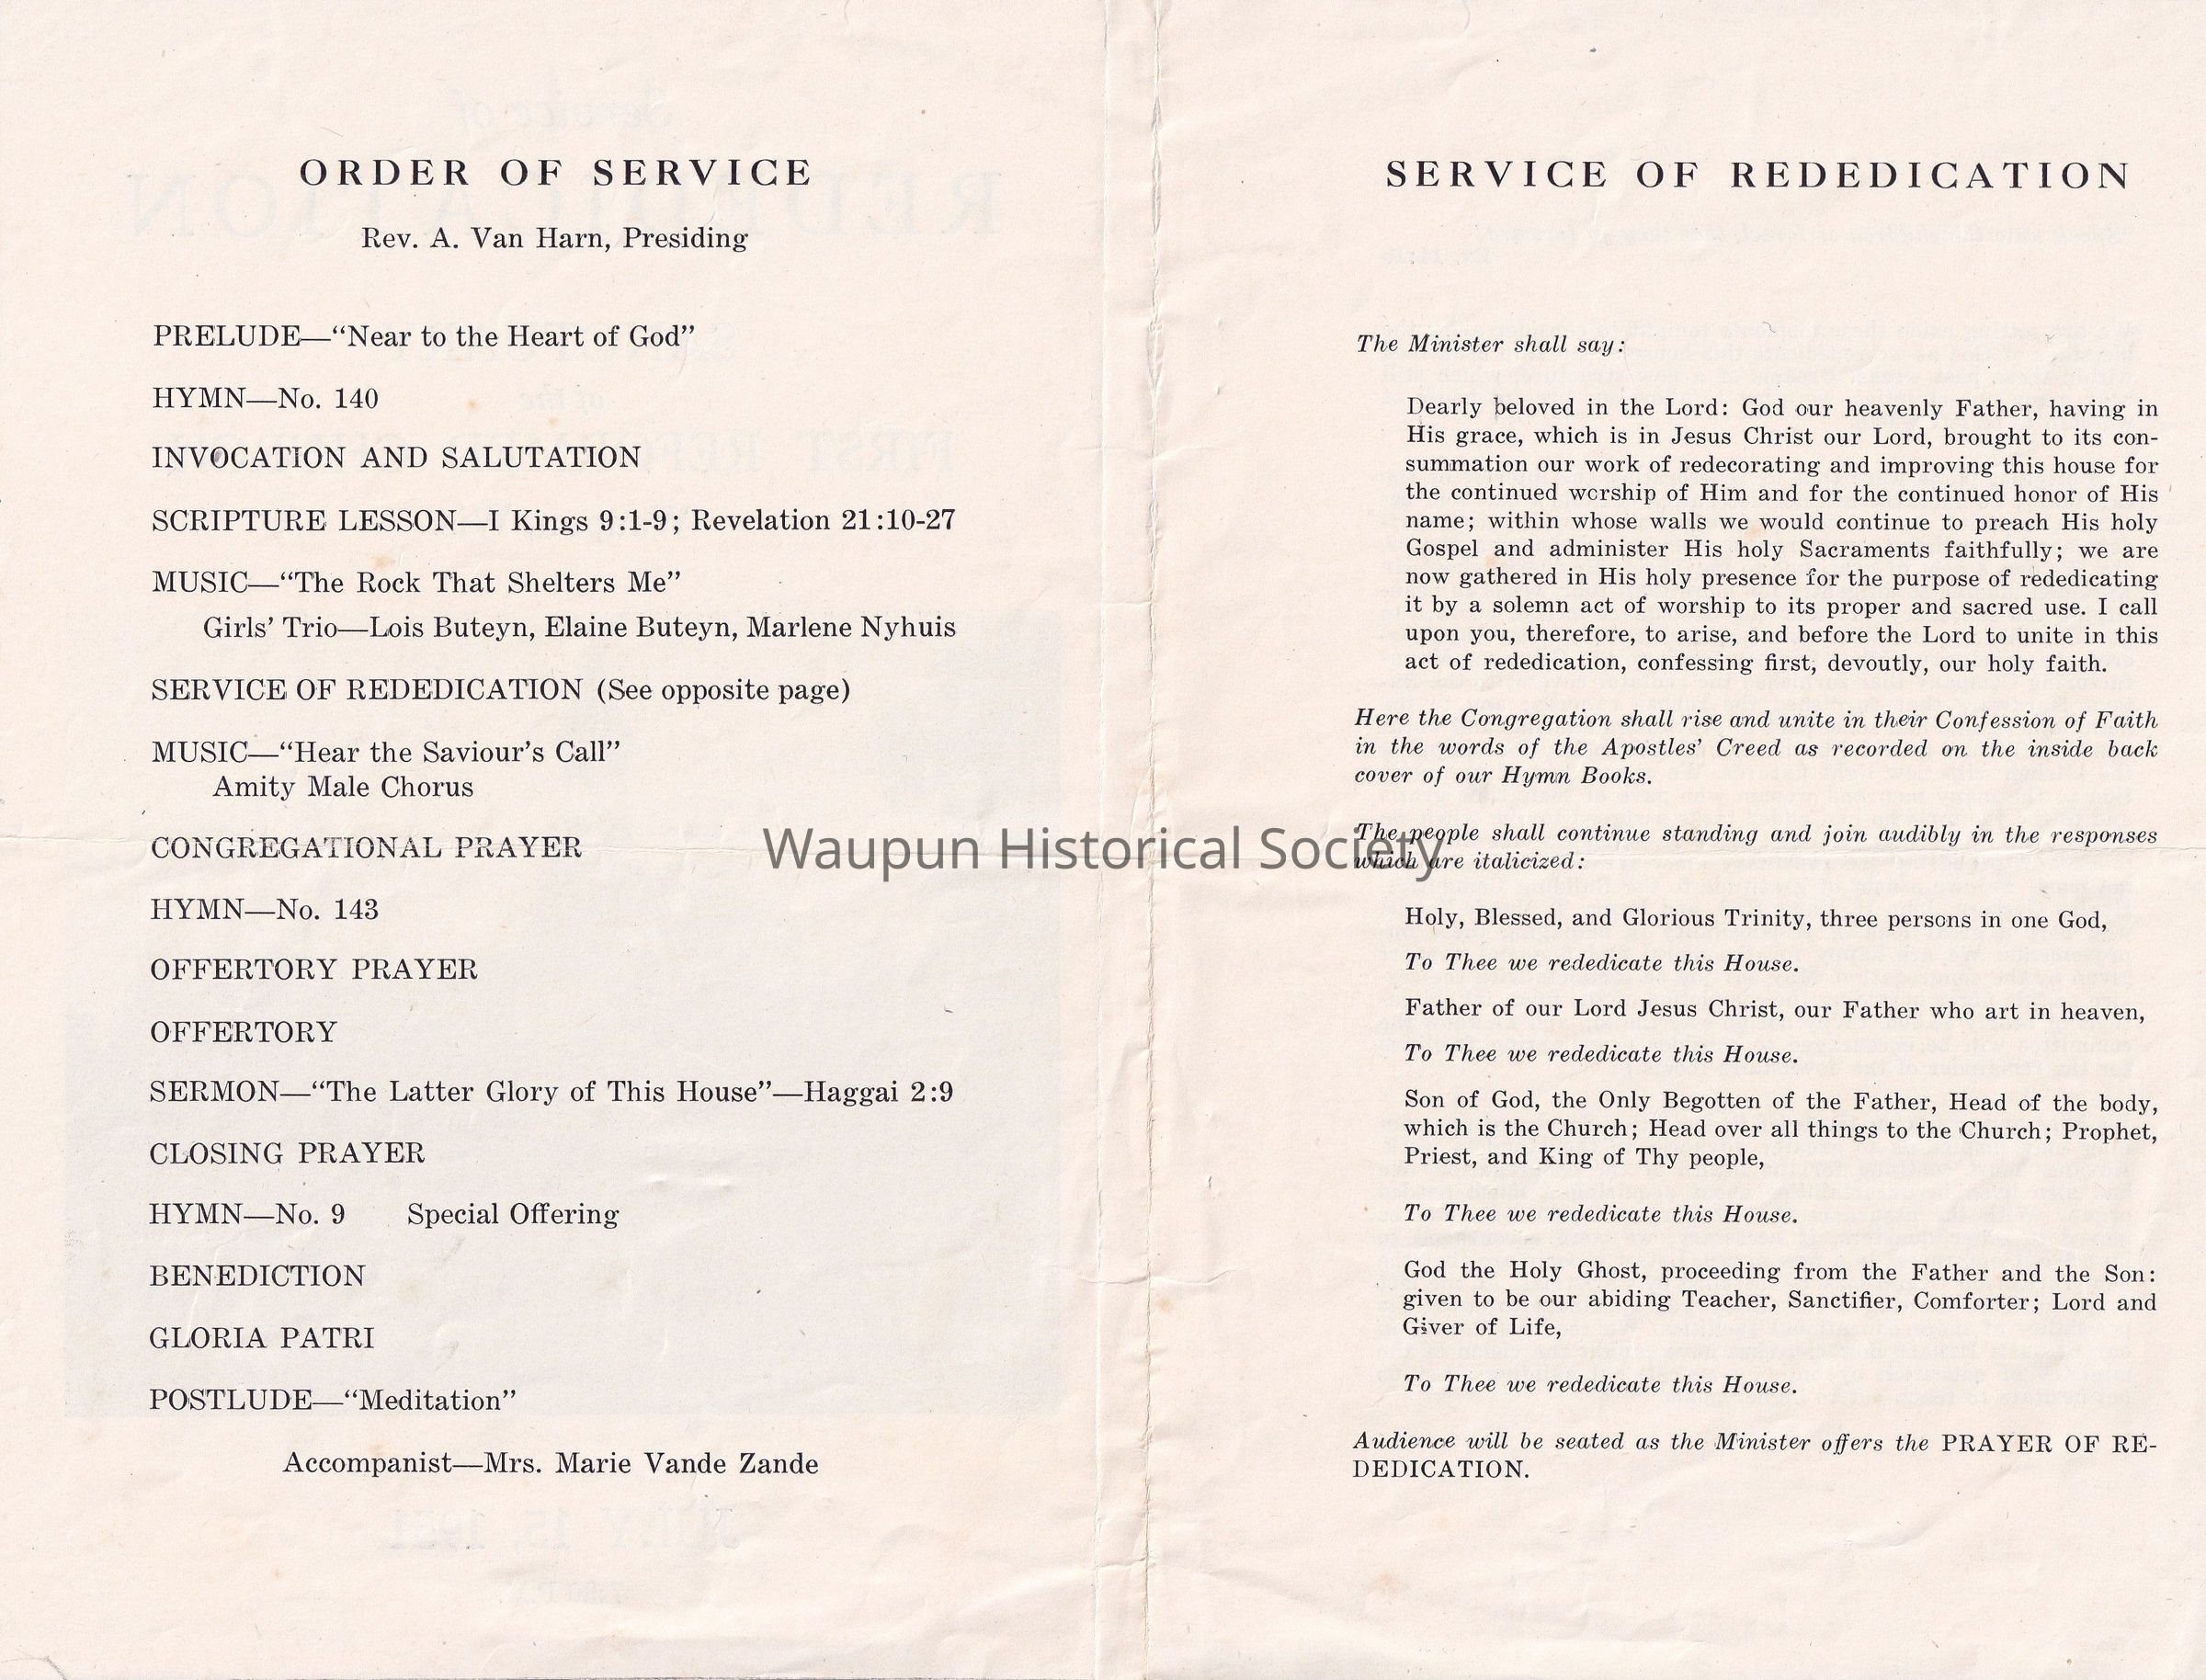 ORDER OF SERVICE
Rev. A. Van Harn, Presiding
PRELUDE—“Near to the Heart of God”
HYMN—No. 140
INVOCATION AND SALUTATION
SCRIPTURE LESSON—I Kings 9:1-9; Revelation 21:10-27
MUSIC—“The Rock That Shelters Me”
Girls’ Trio—Lois Buteyn, Elaine Buteyn, Marlene Nyhuis
SERVICE OF REDEDICATION (See opposite page)
MUSIC—“Hear the Saviour’s Call”
Amity Male Chorus
CONGREGATIONAL PRAYER
HYMN—No. 143
OFFERTORY PRAYER
OFFERTORY
SERMON—“The Latter Glory of This House”—Haggai 2:9
CLOSING PRAYER
HYMN—No. 9 Special Offering
BENEDICTION
GLORIA PATRI
POSTLUDE—“Meditation”
Accompanist—Mrs. Marie Vande Zande
Waupun Historical Society
SERVICE OF REDEDICATION
The Minister shall say:
Dearly beloved in the Lord: God our heavenly Father, having in
His grace, which is in Jesus Christ our Lord, brought to its con-
summation our work of redecorating and improving this house for
the continued worship of Him and for the continued honor of His
name; within whose walls we would continue to preach His holy
Gospel and administer His holy Sacraments faithfully; we are
now gathered in His holy presence for the purpose of rededicating
it by a solemn act of worship to its proper and sacred use. I call
upon you, therefore, to arise, and before the Lord to unite in this
act of rededication, confessing first, devoutly, our holy faith.
Here the Congregation shall rise and unite in their Confession of Faith
in the words of the Apostles’ Creed as recorded on the inside back
cover of our Hymn Books.
The people shall continue standing and join audibly in the responses
which are italicized:
Holy, Blessed, and Glorious Trinity, three persons in one God,
To Thee we rededicate this House.
Father of our Lord Jesus Christ, our Father who art in heaven,
To Thee we rededicate this House.
Son of God, the Only Begotten of the Father, Head of the body,
which is the Church; Head over all things to the Church; Prophet,
Priest, and King of Thy people,
To Thee we rededicate this House.
God the Holy Ghost, proceeding from the Father and the Son:
given to be our abiding Teacher, Sanctifier, Comforter; Lord and
Giver of Life,
To Thee we rededicate this House.
Audience will be seated as the Minister offers the PRAYER OF RE-
DEDICATION.